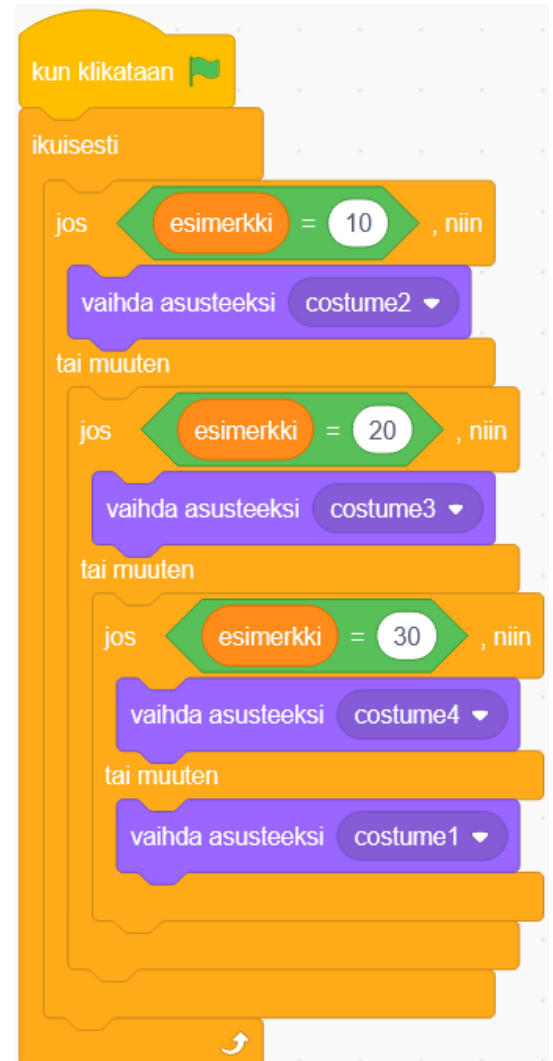 kun klikataan
ikuisesti
jos esimerkki = 10 , niin
vaihda asusteeksi costume2
tai muuten
jos esimerkki = 20 , niin
vaihda asusteeksi costume3
tai muuten
jos esimerkki = 30 , niin
vaihda asusteeksi costume4
tai muuten
vaihda asusteeksi costume1